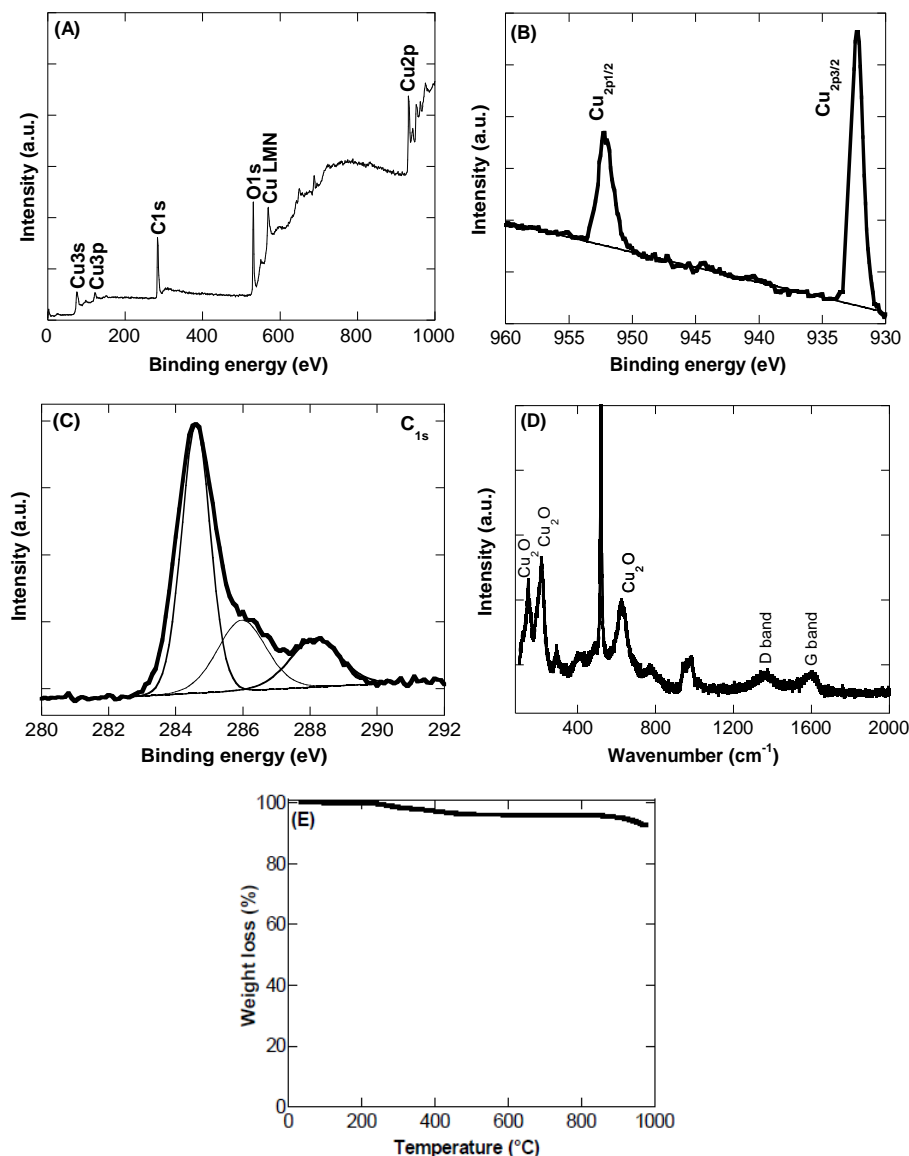 (A)
Intensity (a.u.)
Cu3s
Cu3p
C1s
O1s
Cu LMN
Cu2p
0 200 400 600 800 1000
Binding energy (eV)
(B)
Intensity (a.u.)
Cu2p1/2
Cu2p3/2
960 955 950 945 940 935 930
Binding energy (eV)
(C)
C1s
Intensity (a.u.)
280 282 284 286 288 290 292
Binding energy (eV)
(D)
Intensity (a.u.)
Cu2O
Cu2O
Cu2O
D band
G band
400 800 1200 1600 2000
Wavenumber (cm-1)
(E)
Weight loss (%)
100
80
60
40
20
0
0 200 400 600 800 1000
Temperature (°C)